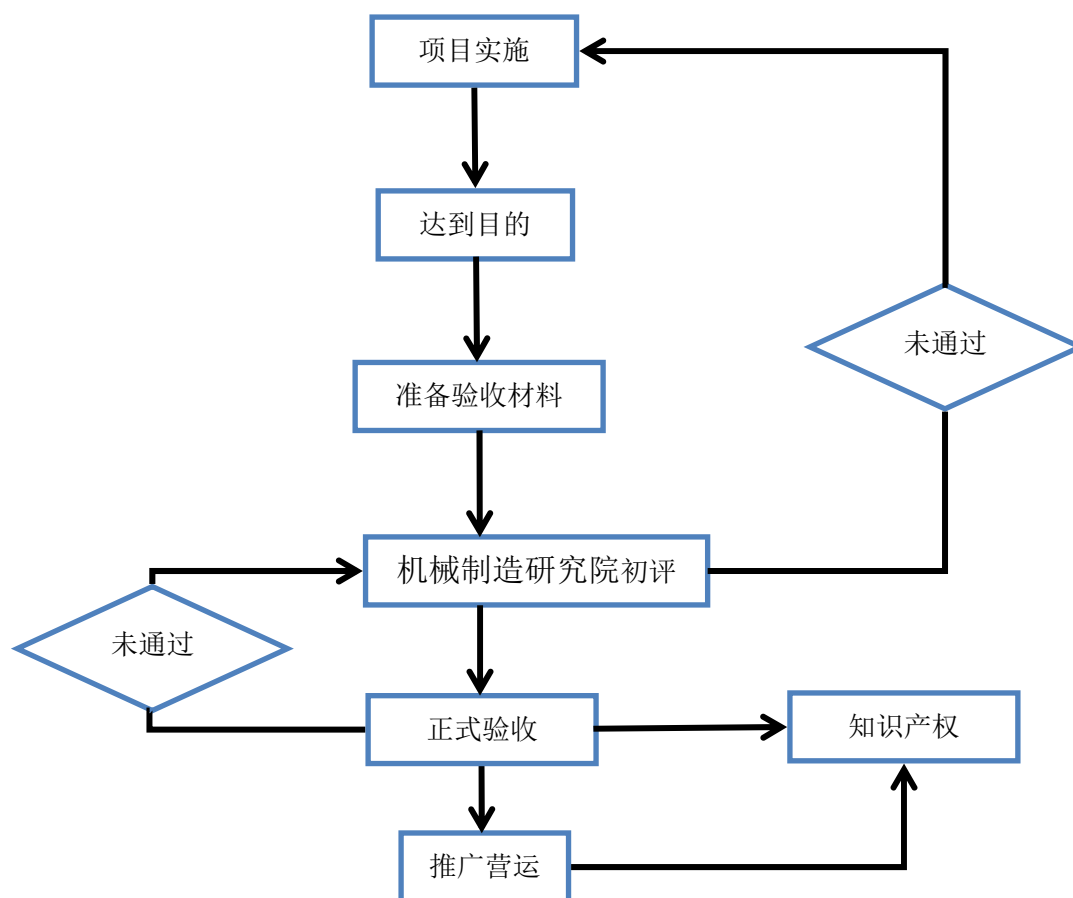 项目实施
达到目的
未通过
准备验收材料
机械制造研究院初评
未通过
正式验收
知识产权
推广营运